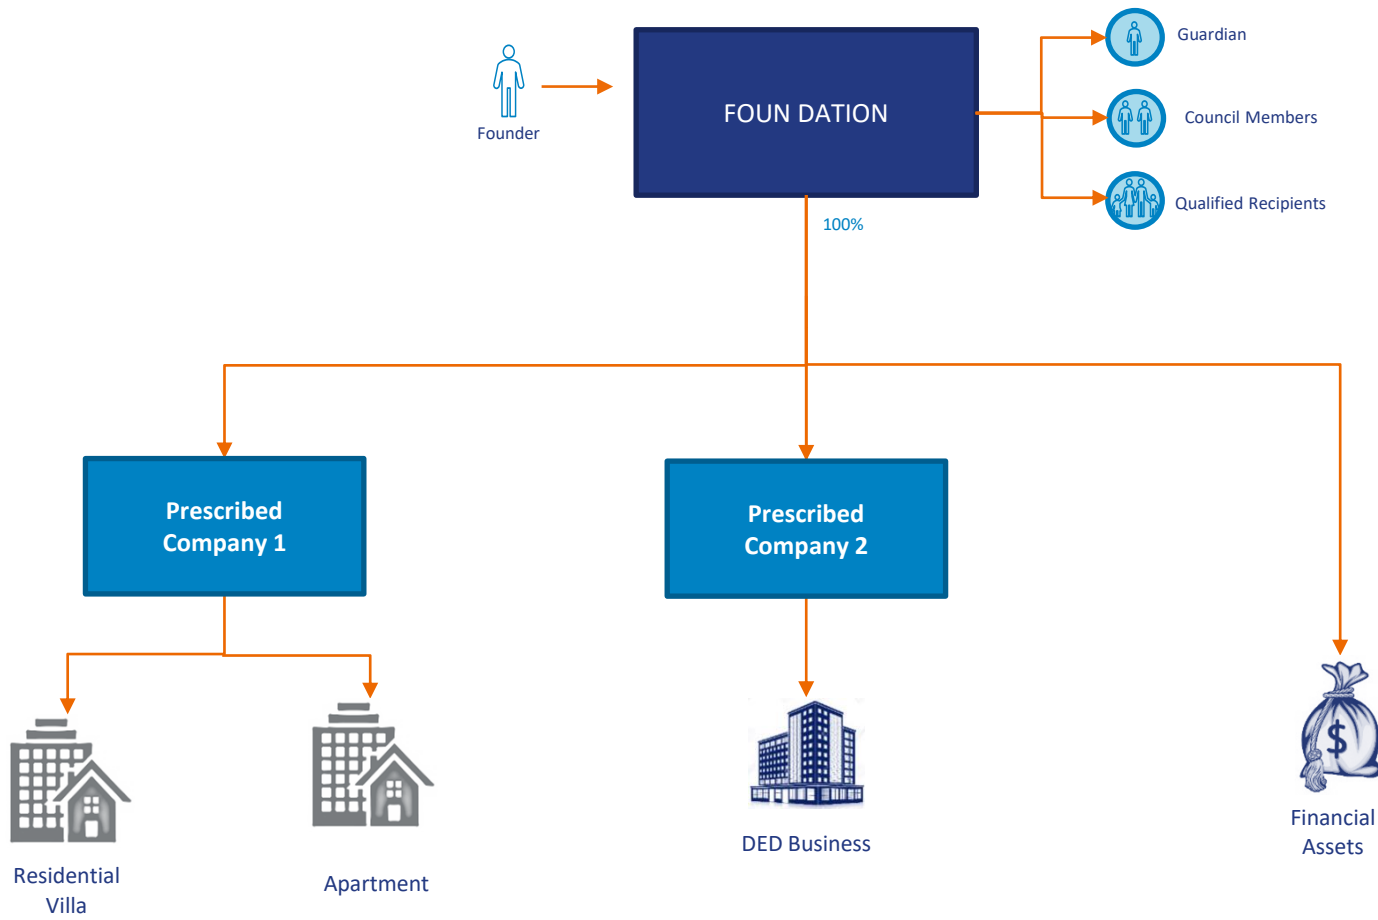 Founder
FOUN DATION
Guardian
Council Members
Qualified Recipients
100%
Prescribed
Company 1
Prescribed
Company 2
Residential
Villa
Apartment
DED Business
$
Financial
Assets